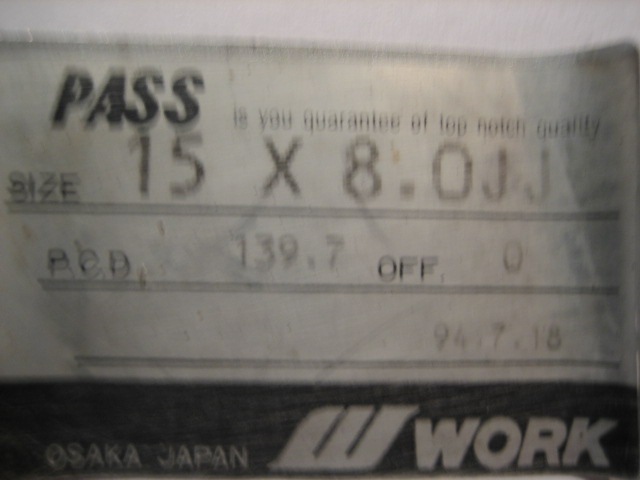 PASS is you quarantee of top notch quality
SIZE 15 X 8.0JJ
P.C.D. 139.7 OFF. 0
94.7.18
OSAKA JAPAN W WORK